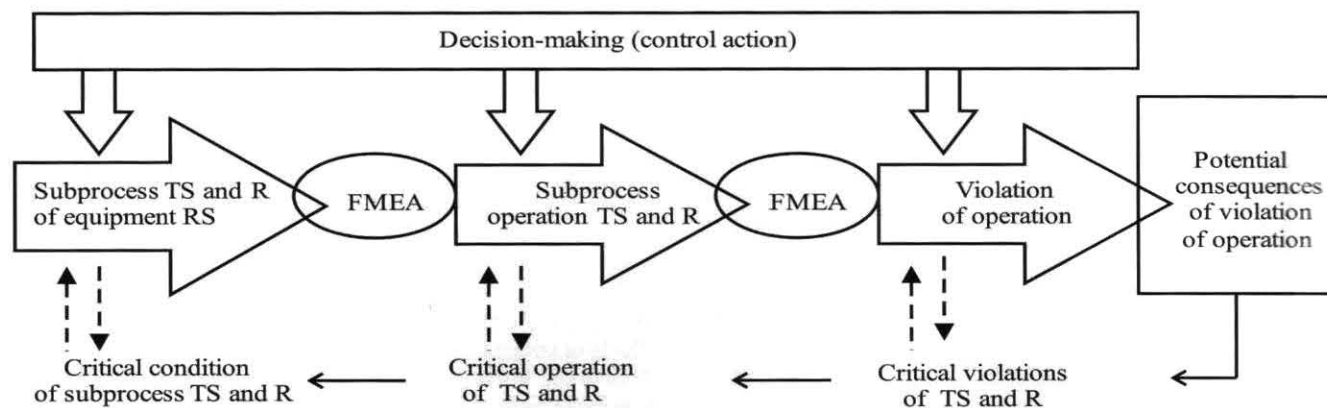 Decision-making (control action)
Subprocess TS and R
of equipment RS
FMEA
Subprocess
operation TS and R
FMEA
Violation
of operation
Potential
consequences
of violation
of operation
Critical condition
of subprocess TS and R
Critical operation
of TS and R
Critical violations
of TS and R